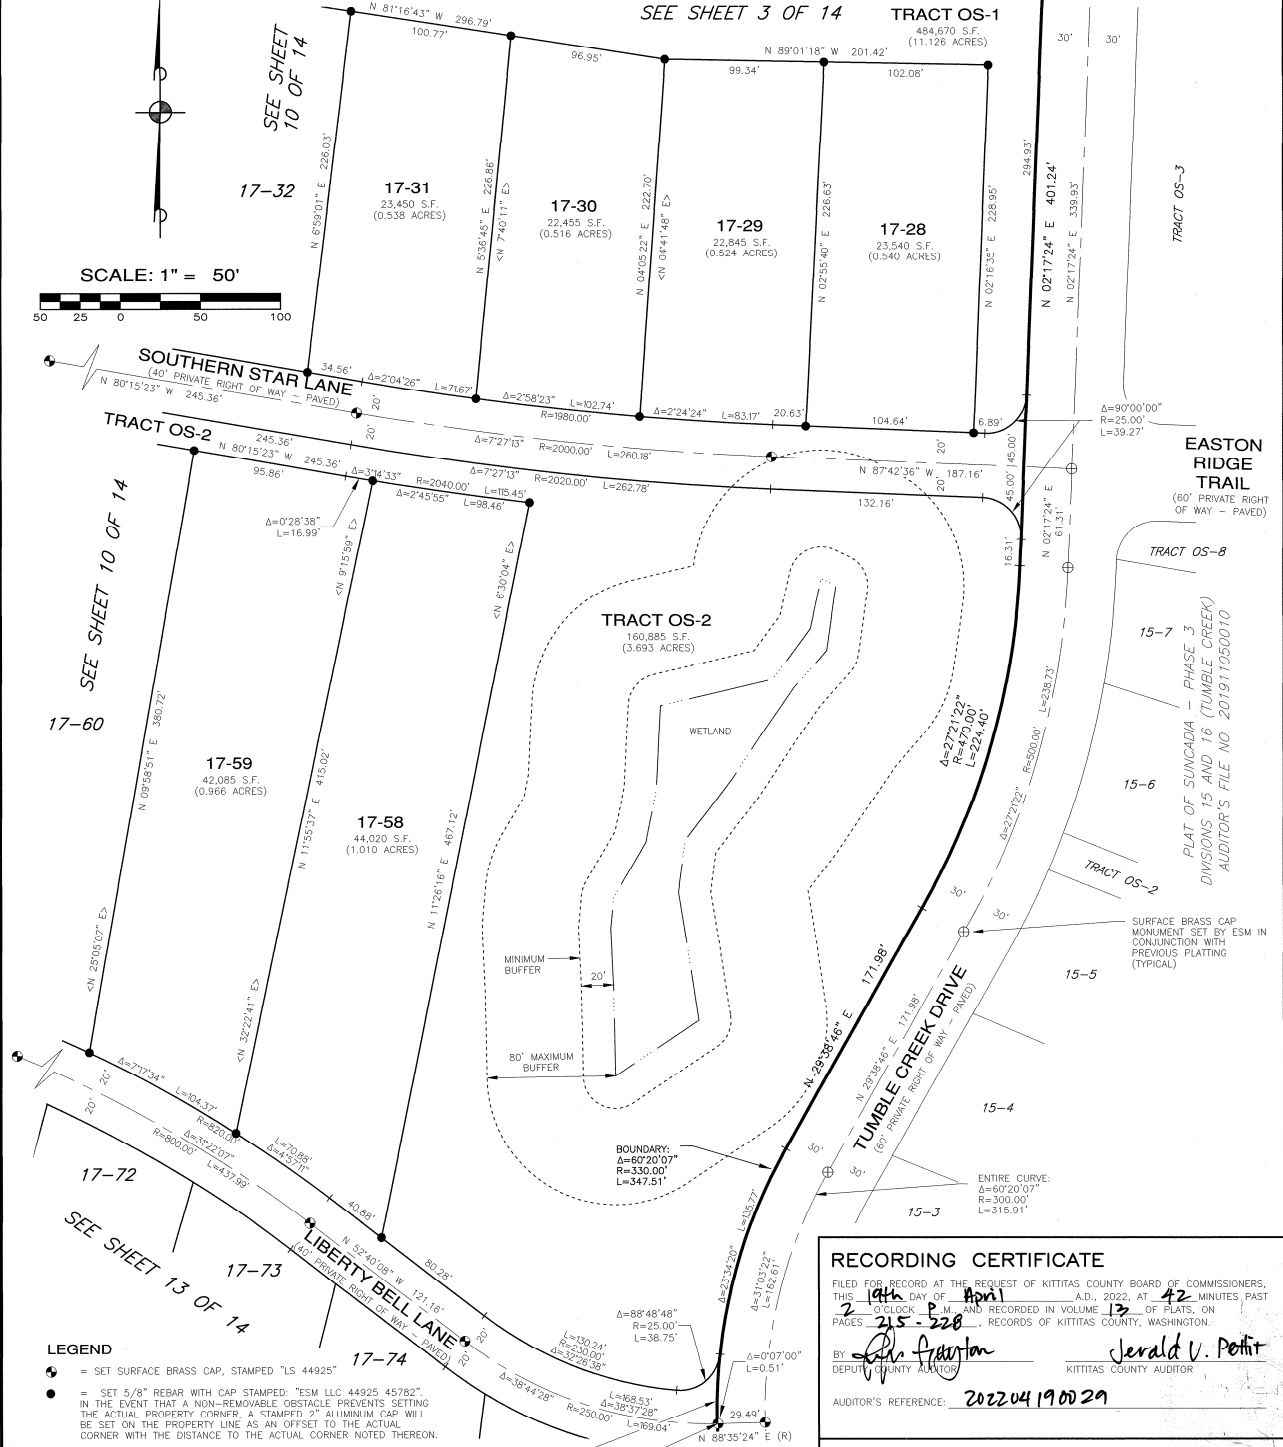 SEE SHEET 3 OF 14
TRACT OS-1
484,670 S.F.
(11.126 ACRES)
N 81°16'43" W 296.79'
100.77'
96.95'
N 89°01'18" W 201.42'
99.34'
102.08'
30'
30'
SEE SHEET
10 OF 14
17-32
N 6°59'01" E 226.03'
17-31
23,450 S.F.
(0.538 ACRES)
N 5°36'45" E 226.86'
<N 7°40'11" E>
17-30
22,455 S.F.
(0.516 ACRES)
N 04°05'22" E 222.70'
<N 04°41'48" E>
17-29
22,845 S.F.
(0.524 ACRES)
N 02°55'40" E 226.63'
17-28
23,540 S.F.
(0.540 ACRES)
N 02°16'35" E 228.95'
294.93'
N 02°17'24" E 401.24'
N 02°17'24" E 339.93'
TRACT OS-3
SCALE: 1" = 50'
50 25 0 50 100
SOUTHERN STAR LANE
(40' PRIVATE RIGHT OF WAY - PAVED)
N 80°15'23" W 245.36'
34.56'
Δ=2°04'26"
L=71.67'
Δ=2°58'23"
L=102.74'
R=1980.00'
Δ=2°24'24"
L=83.17'
20.63'
104.64'
6.89'
Δ=90°00'00"
R=25.00'
L=39.27'
20'
20'
Δ=7°27'13"
R=2000.00'
L=260.18'
N 87°42'36" W 187.16'
20'
20'
45.00'
45.00'
TRACT OS-2
245.36'
N 80°15'23" W 245.36'
95.86'
Δ=3°14'33"
R=2040.00'
L=115.45'
Δ=2°45'55"
L=98.46'
Δ=7°27'13"
R=2020.00'
L=262.78'
132.16'
Δ=0°28'38"
L=16.99'
EASTON
RIDGE
TRAIL
(60' PRIVATE RIGHT
OF WAY - PAVED)
16.31'
N 02°17'24" E
61.31'
TRACT OS-8
SEE SHEET 10 OF 14
17-60
<N 9°15'59" E>
<N 6°30'04" E>
N 09°58'51" E 380.72'
<N 25°05'07" E>
17-59
42,085 S.F.
(0.966 ACRES)
N 11°55'37" E 415.02'
<N 32°22'41" E>
17-58
44,020 S.F.
(1.010 ACRES)
N 11°26'16" E 467.12'
TRACT OS-2
160,885 S.F.
(3.693 ACRES)
WETLAND
Δ=27°21'22"
R=470.00'
L=224.40'
L=238.73'
R=500.00'
Δ=27°21'22"
15-7
15-6
PLAT OF SUNCADIA - PHASE 3
DIVISIONS 15 AND 16 (TUMBLE CREEK)
AUDITOR'S FILE NO. 201911050010
TRACT OS-2
30'
30'
SURFACE BRASS CAP
MONUMENT SET BY ESM IN
CONJUNCTION WITH
PREVIOUS PLATTING
(TYPICAL)
15-5
MINIMUM
BUFFER
20'
80' MAXIMUM
BUFFER
171.98'
N 29°38'46" E
N 29°38'46" E 171.98'
TUMBLE CREEK DRIVE
(60' PRIVATE RIGHT OF WAY - PAVED)
15-4
30'
30'
BOUNDARY:
Δ=60°20'07"
R=330.00'
L=347.51'
ENTIRE CURVE:
Δ=60°20'07"
R=300.00'
L=315.91'
15-3
Δ=7°17'34"
L=104.37'
R=820.00'
20'
20'
Δ=31°22'07"
R=800.00'
L=437.99'
L=70.88'
Δ=4°57'11"
40.88'
80.28'
17-72
SEE SHEET 13 OF 14
17-73
17-74
LIBERTY BELL LANE
(40' PRIVATE RIGHT OF WAY - PAVED)
N 52°40'08" W
121.16'
20'
20'
L=135.77'
Δ=23°34'20"
Δ=31°03'22"
L=162.61'
Δ=88°48'48"
R=25.00'
L=38.75'
L=130.24'
R=230.00'
Δ=32°26'38"
Δ=0°07'00"
L=0.51'
Δ=38°44'28"
R=250.00'
L=168.53'
Δ=38°37'28"
L=169.04'
29.49'
N 88°35'24" E (R)
LEGEND
= SET SURFACE BRASS CAP, STAMPED "LS 44925"
= SET 5/8" REBAR WITH CAP STAMPED: "ESM LLC 44925 45782".
IN THE EVENT THAT A NON-REMOVABLE OBSTACLE PREVENTS SETTING
THE ACTUAL PROPERTY CORNER, A STAMPED 2" ALUMINUM CAP WILL
BE SET ON THE PROPERTY LINE AS AN OFFSET TO THE ACTUAL
CORNER WITH THE DISTANCE TO THE ACTUAL CORNER NOTED THEREON.
RECORDING CERTIFICATE
FILED FOR RECORD AT THE REQUEST OF KITTITAS COUNTY BOARD OF COMMISSIONERS,
THIS 19th DAY OF April A.D., 2022, AT 42 MINUTES PAST
2 O'CLOCK P.M., AND RECORDED IN VOLUME 13 OF PLATS, ON
PAGES 215-228, RECORDS OF KITTITAS COUNTY, WASHINGTON.
BY Jerald V. Pettit
DEPUTY COUNTY AUDITOR KITTITAS COUNTY AUDITOR
AUDITOR'S REFERENCE: 202204190029